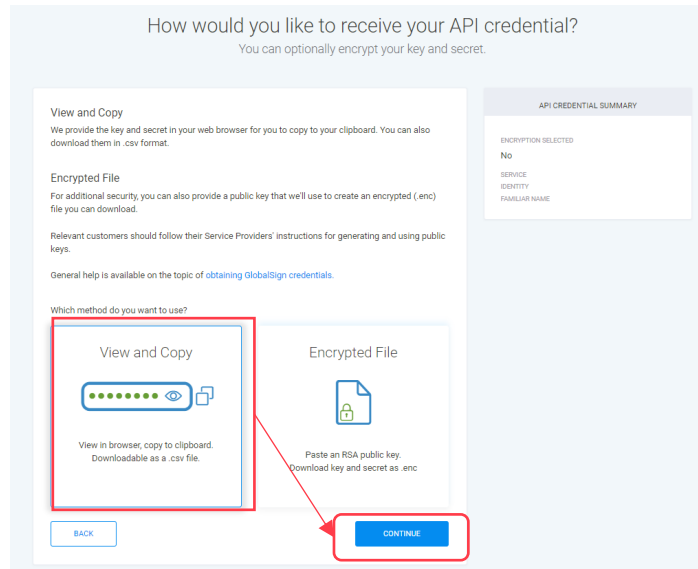 How would you like to receive your API credential?
You can optionally encrypt your key and secret.
View and Copy
We provide the key and secret in your web browser for you to copy to your clipboard. You can also
download them in .csv format.
Encrypted File
For additional security, you can also provide a public key that we'll use to create an encrypted (.enc)
file you can download.
Relevant customers should follow their Service Providers' instructions for generating and using public
keys.
General help is available on the topic of obtaining GlobalSign credentials.
Which method do you want to use?
View and Copy
View in browser, copy to clipboard.
Downloadable as a .csv file.
Encrypted File
Paste an RSA public key.
Download key and secret as .enc
BACK
CONTINUE
API CREDENTIAL SUMMARY
ENCRYPTION SELECTED
No
SERVICE
IDENTITY
FAMILIAR NAME